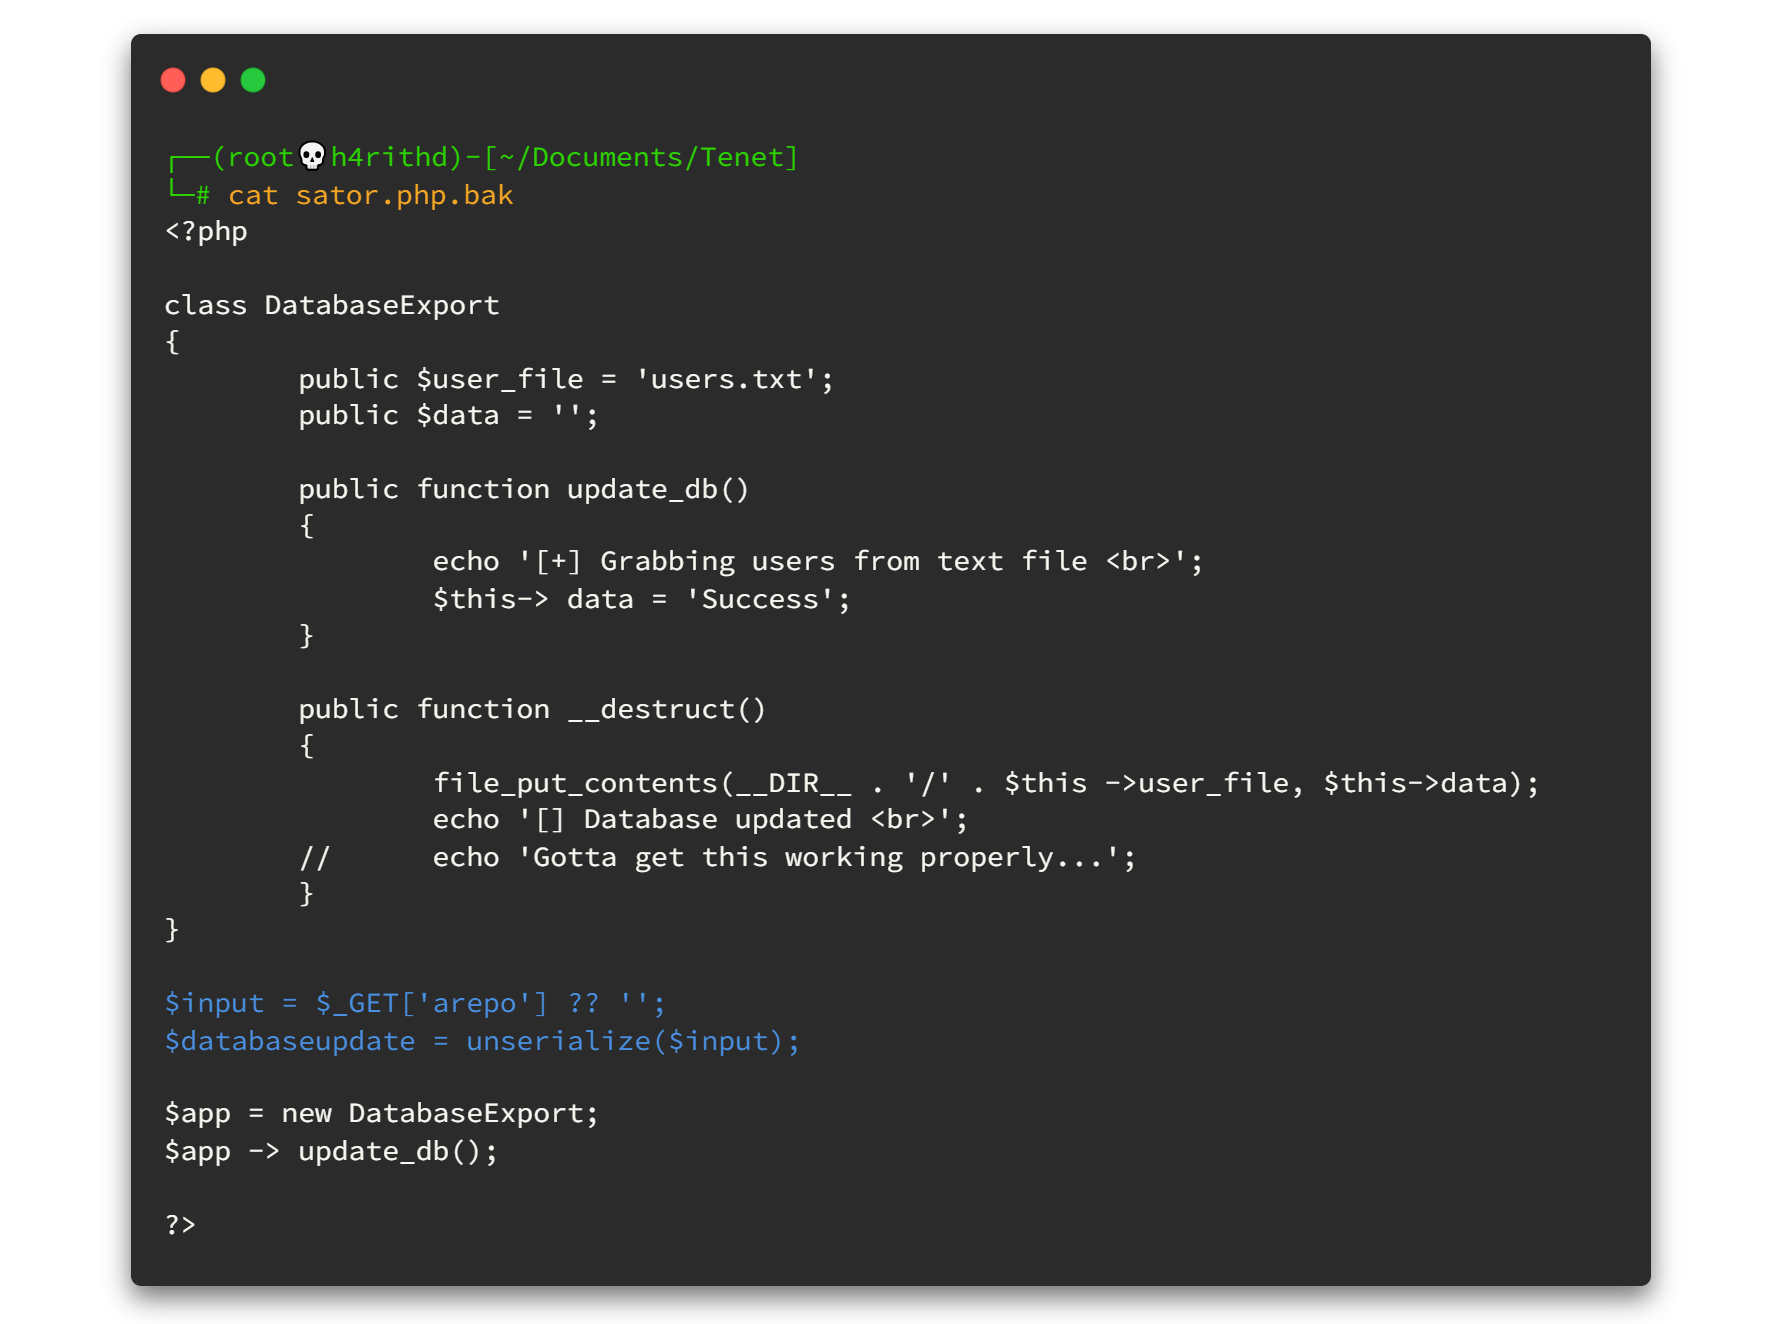 ┌──(root💀h4rithd)-[~/Documents/Tenet]
└─# cat sator.php.bak
<?php

class DatabaseExport
{
        public $user_file = 'users.txt';
        public $data = '';

        public function update_db()
        {
                echo '[+] Grabbing users from text file <br>';
                $this-> data = 'Success';
        }

        public function __destruct()
        {
                file_put_contents(__DIR__ . '/' . $this ->user_file, $this->data);
                echo '[] Database updated <br>';
        //      echo 'Gotta get this working properly...';
        }
}

$input = $_GET['arepo'] ?? '';
$databaseupdate = unserialize($input);

$app = new DatabaseExport;
$app -> update_db();

?>